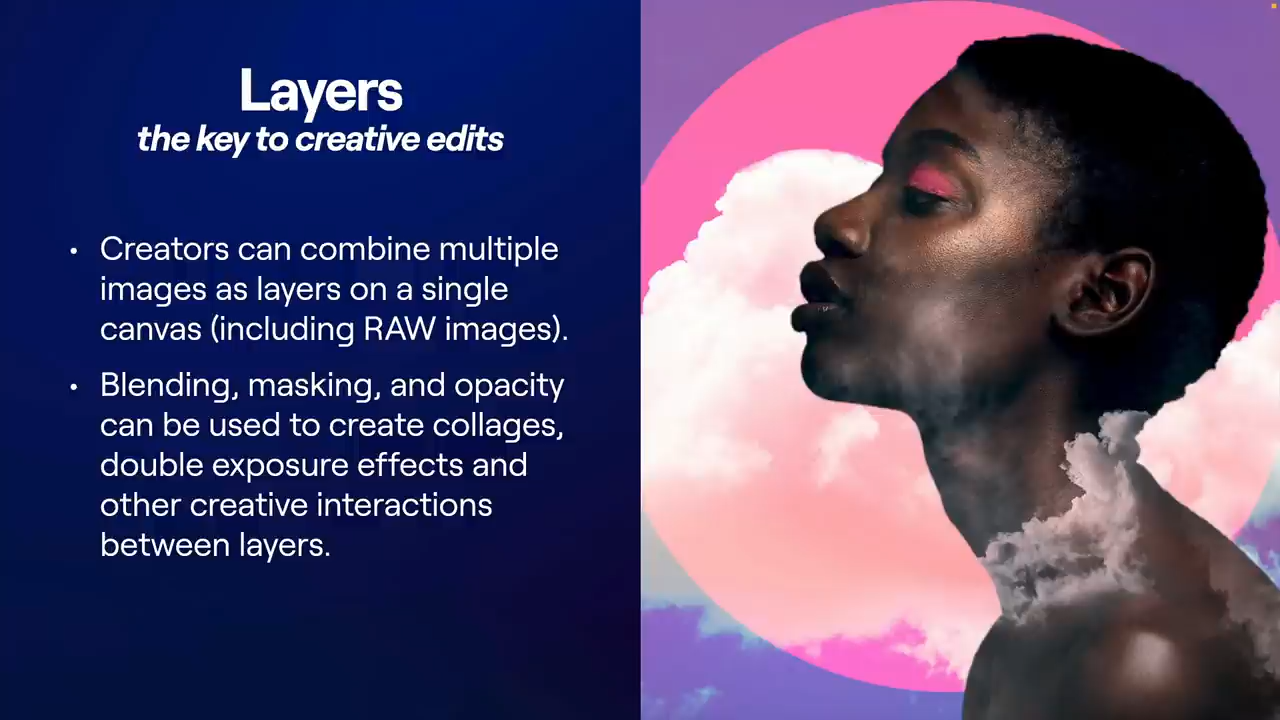 Layers
the key to creative edits
• Creators can combine multiple
images as layers on a single
canvas (including RAW images).
• Blending, masking, and opacity
can be used to create collages,
double exposure effects and
other creative interactions
between layers.